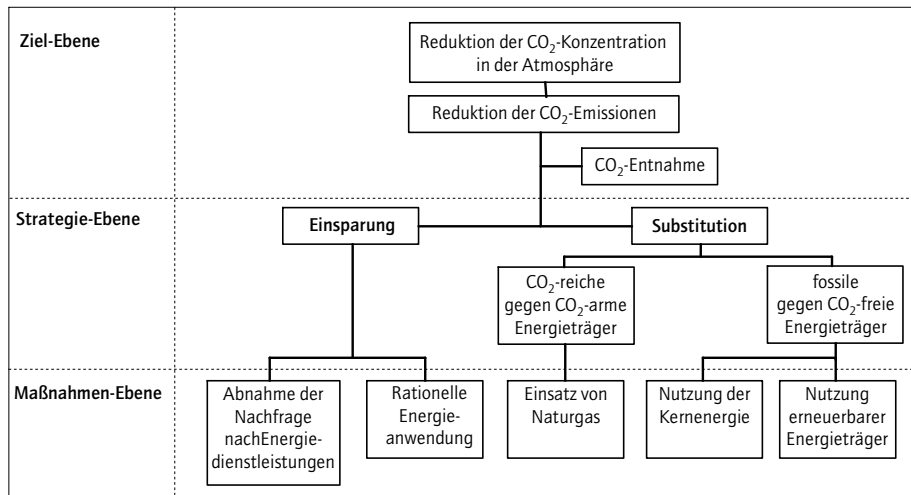 Ziel-Ebene
Reduktion der CO₂-Konzentration
in der Atmosphäre
Reduktion der CO₂-Emissionen
CO₂-Entnahme
Strategie-Ebene
Einsparung
Substitution
CO₂-reiche
gegen CO₂-arme
Energieträger
fossile
gegen CO₂-freie
Energieträger
Maßnahmen-Ebene
Abnahme der
Nachfrage
nachEnergie-
dienstleistungen
Rationelle
Energie-
anwendung
Einsatz von
Naturgas
Nutzung der
Kernenergie
Nutzung
erneuerbarer
Energieträger